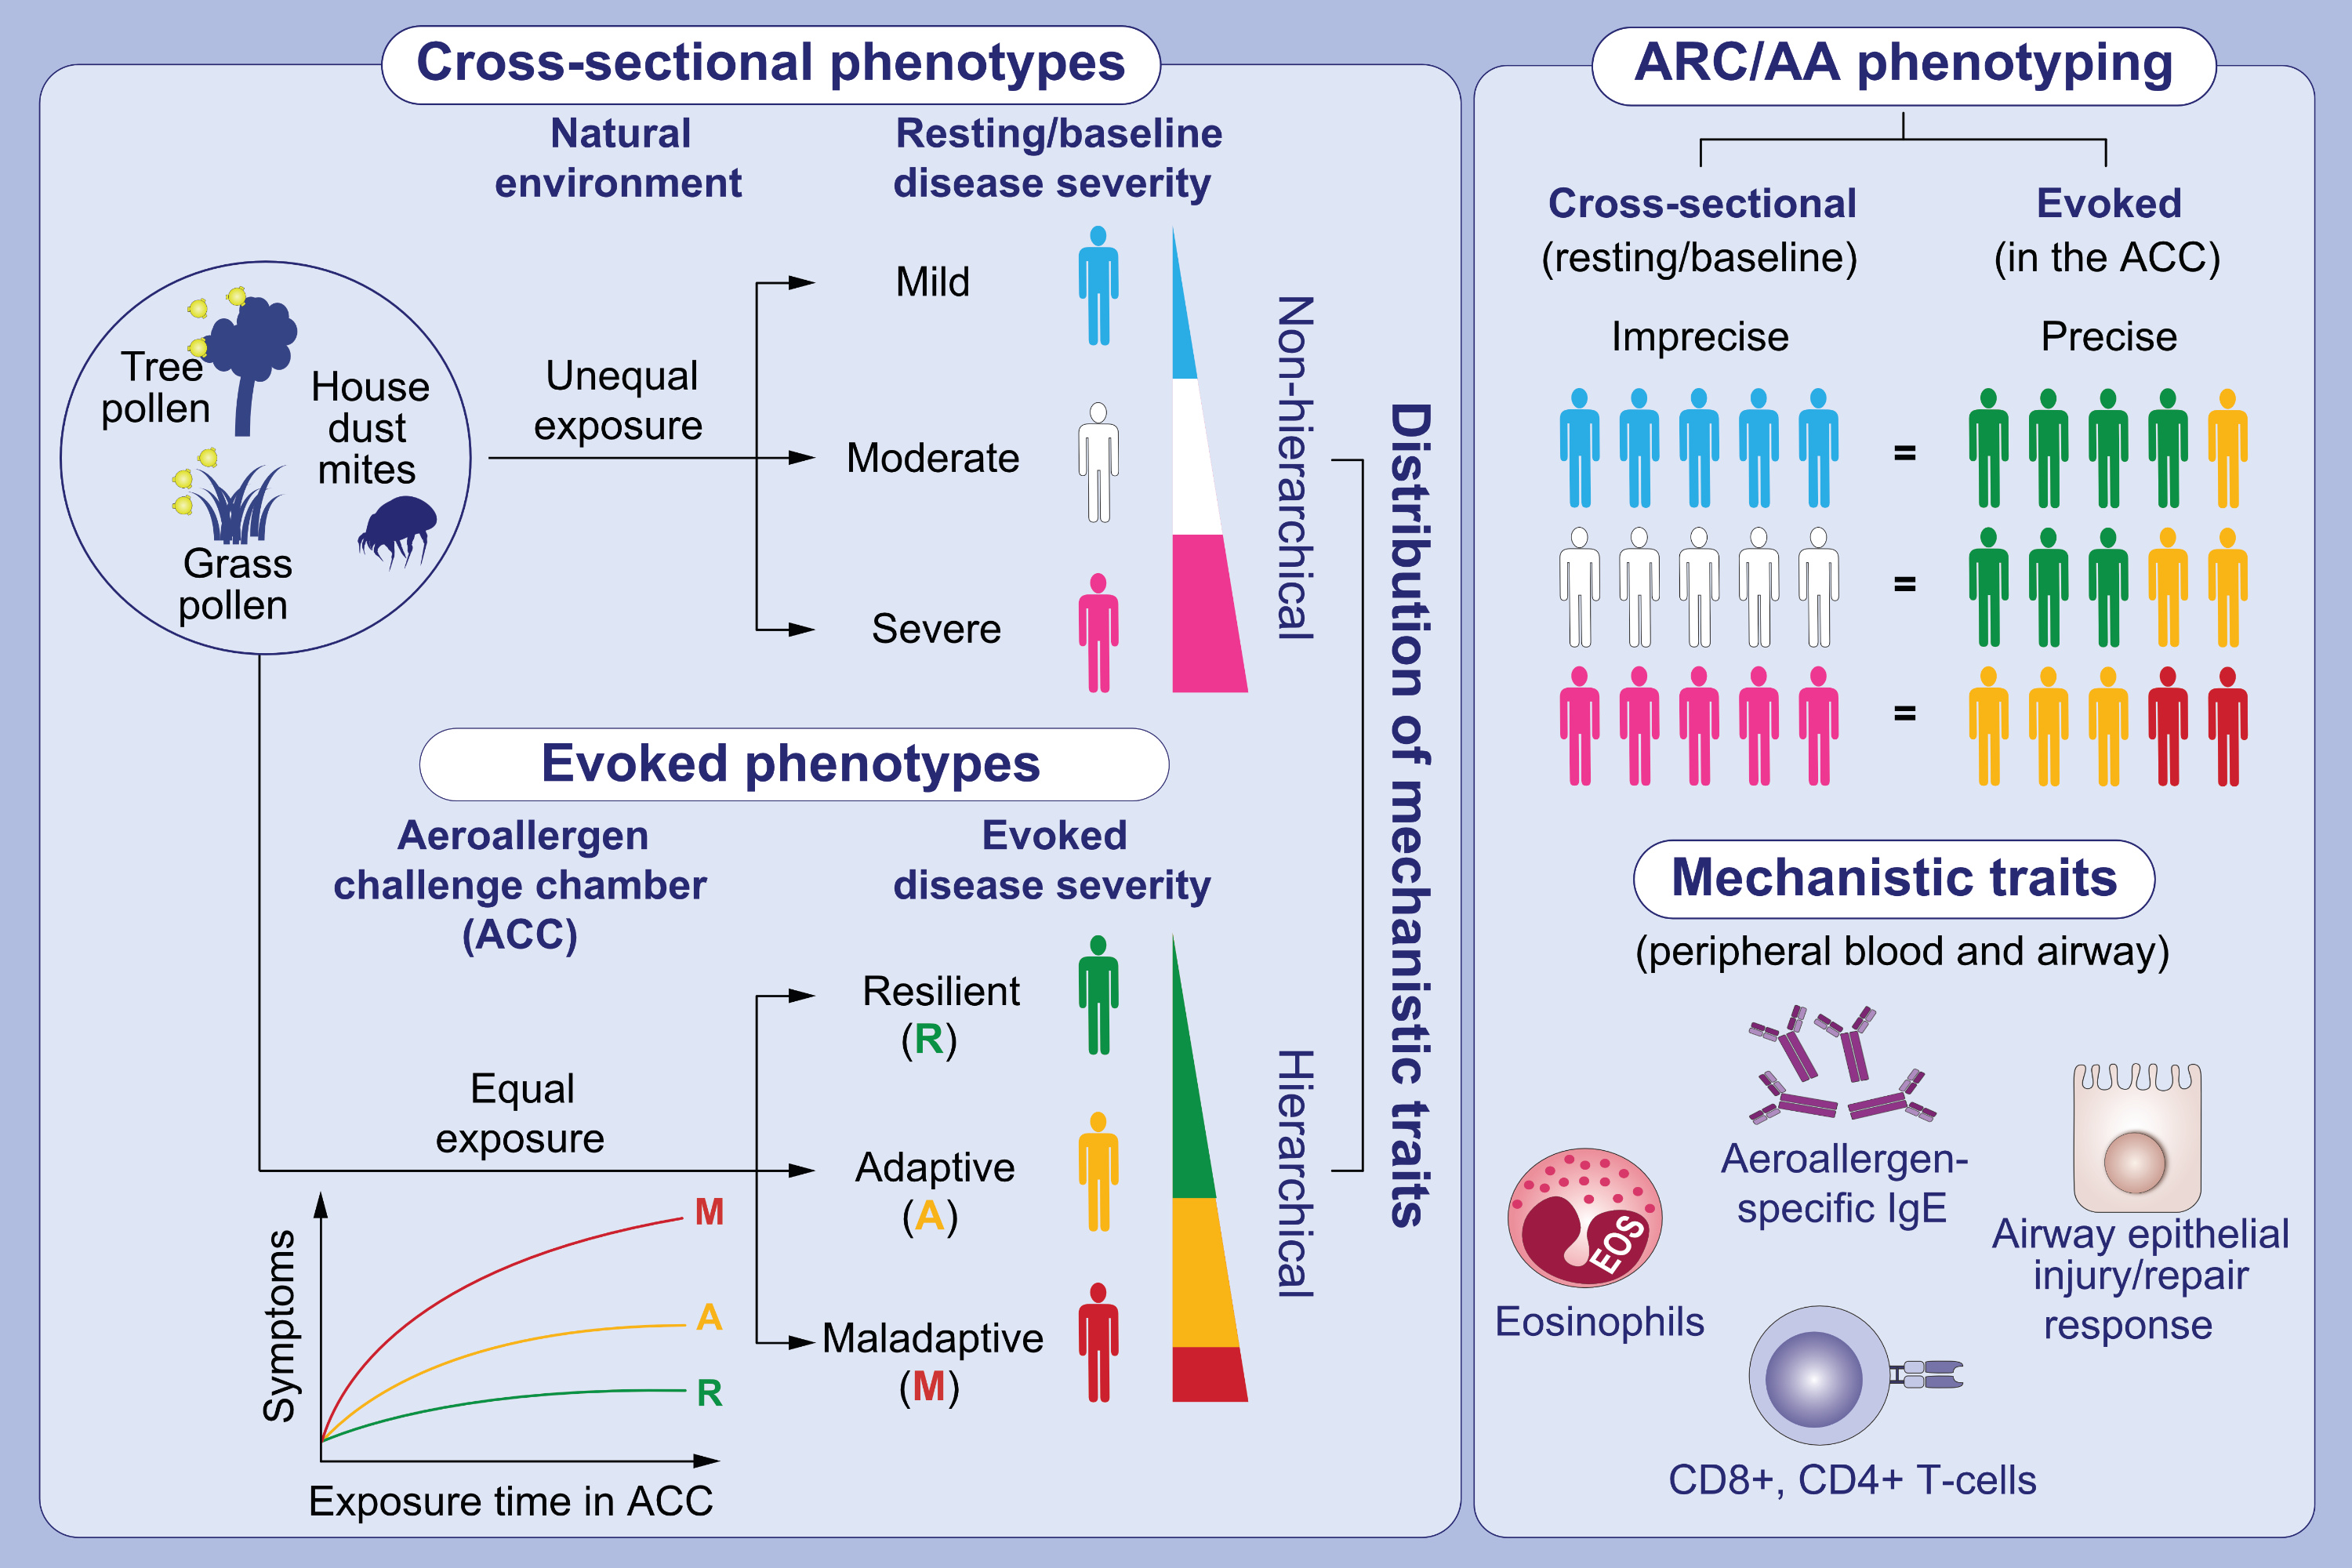 Cross-sectional phenotypes
Natural
environment
Resting/baseline
disease severity
Tree
pollen
House
dust
mites
Grass
pollen
Unequal
exposure
Mild
Moderate
Severe
Non-hierarchical
Evoked phenotypes
Aeroallergen
challenge chamber
(ACC)
Evoked
disease severity
Equal
exposure
Resilient
(R)
Adaptive
(A)
Maladaptive
(M)
Hierarchical
Symptoms
M
A
R
Exposure time in ACC
Distribution of mechanistic traits
ARC/AA phenotyping
Cross-sectional
(resting/baseline)
Evoked
(in the ACC)
Imprecise
Precise
=
=
=
Mechanistic traits
(peripheral blood and airway)
Aeroallergen-
specific IgE
EOS
Eosinophils
Airway epithelial
injury/repair
response
CD8+, CD4+ T-cells